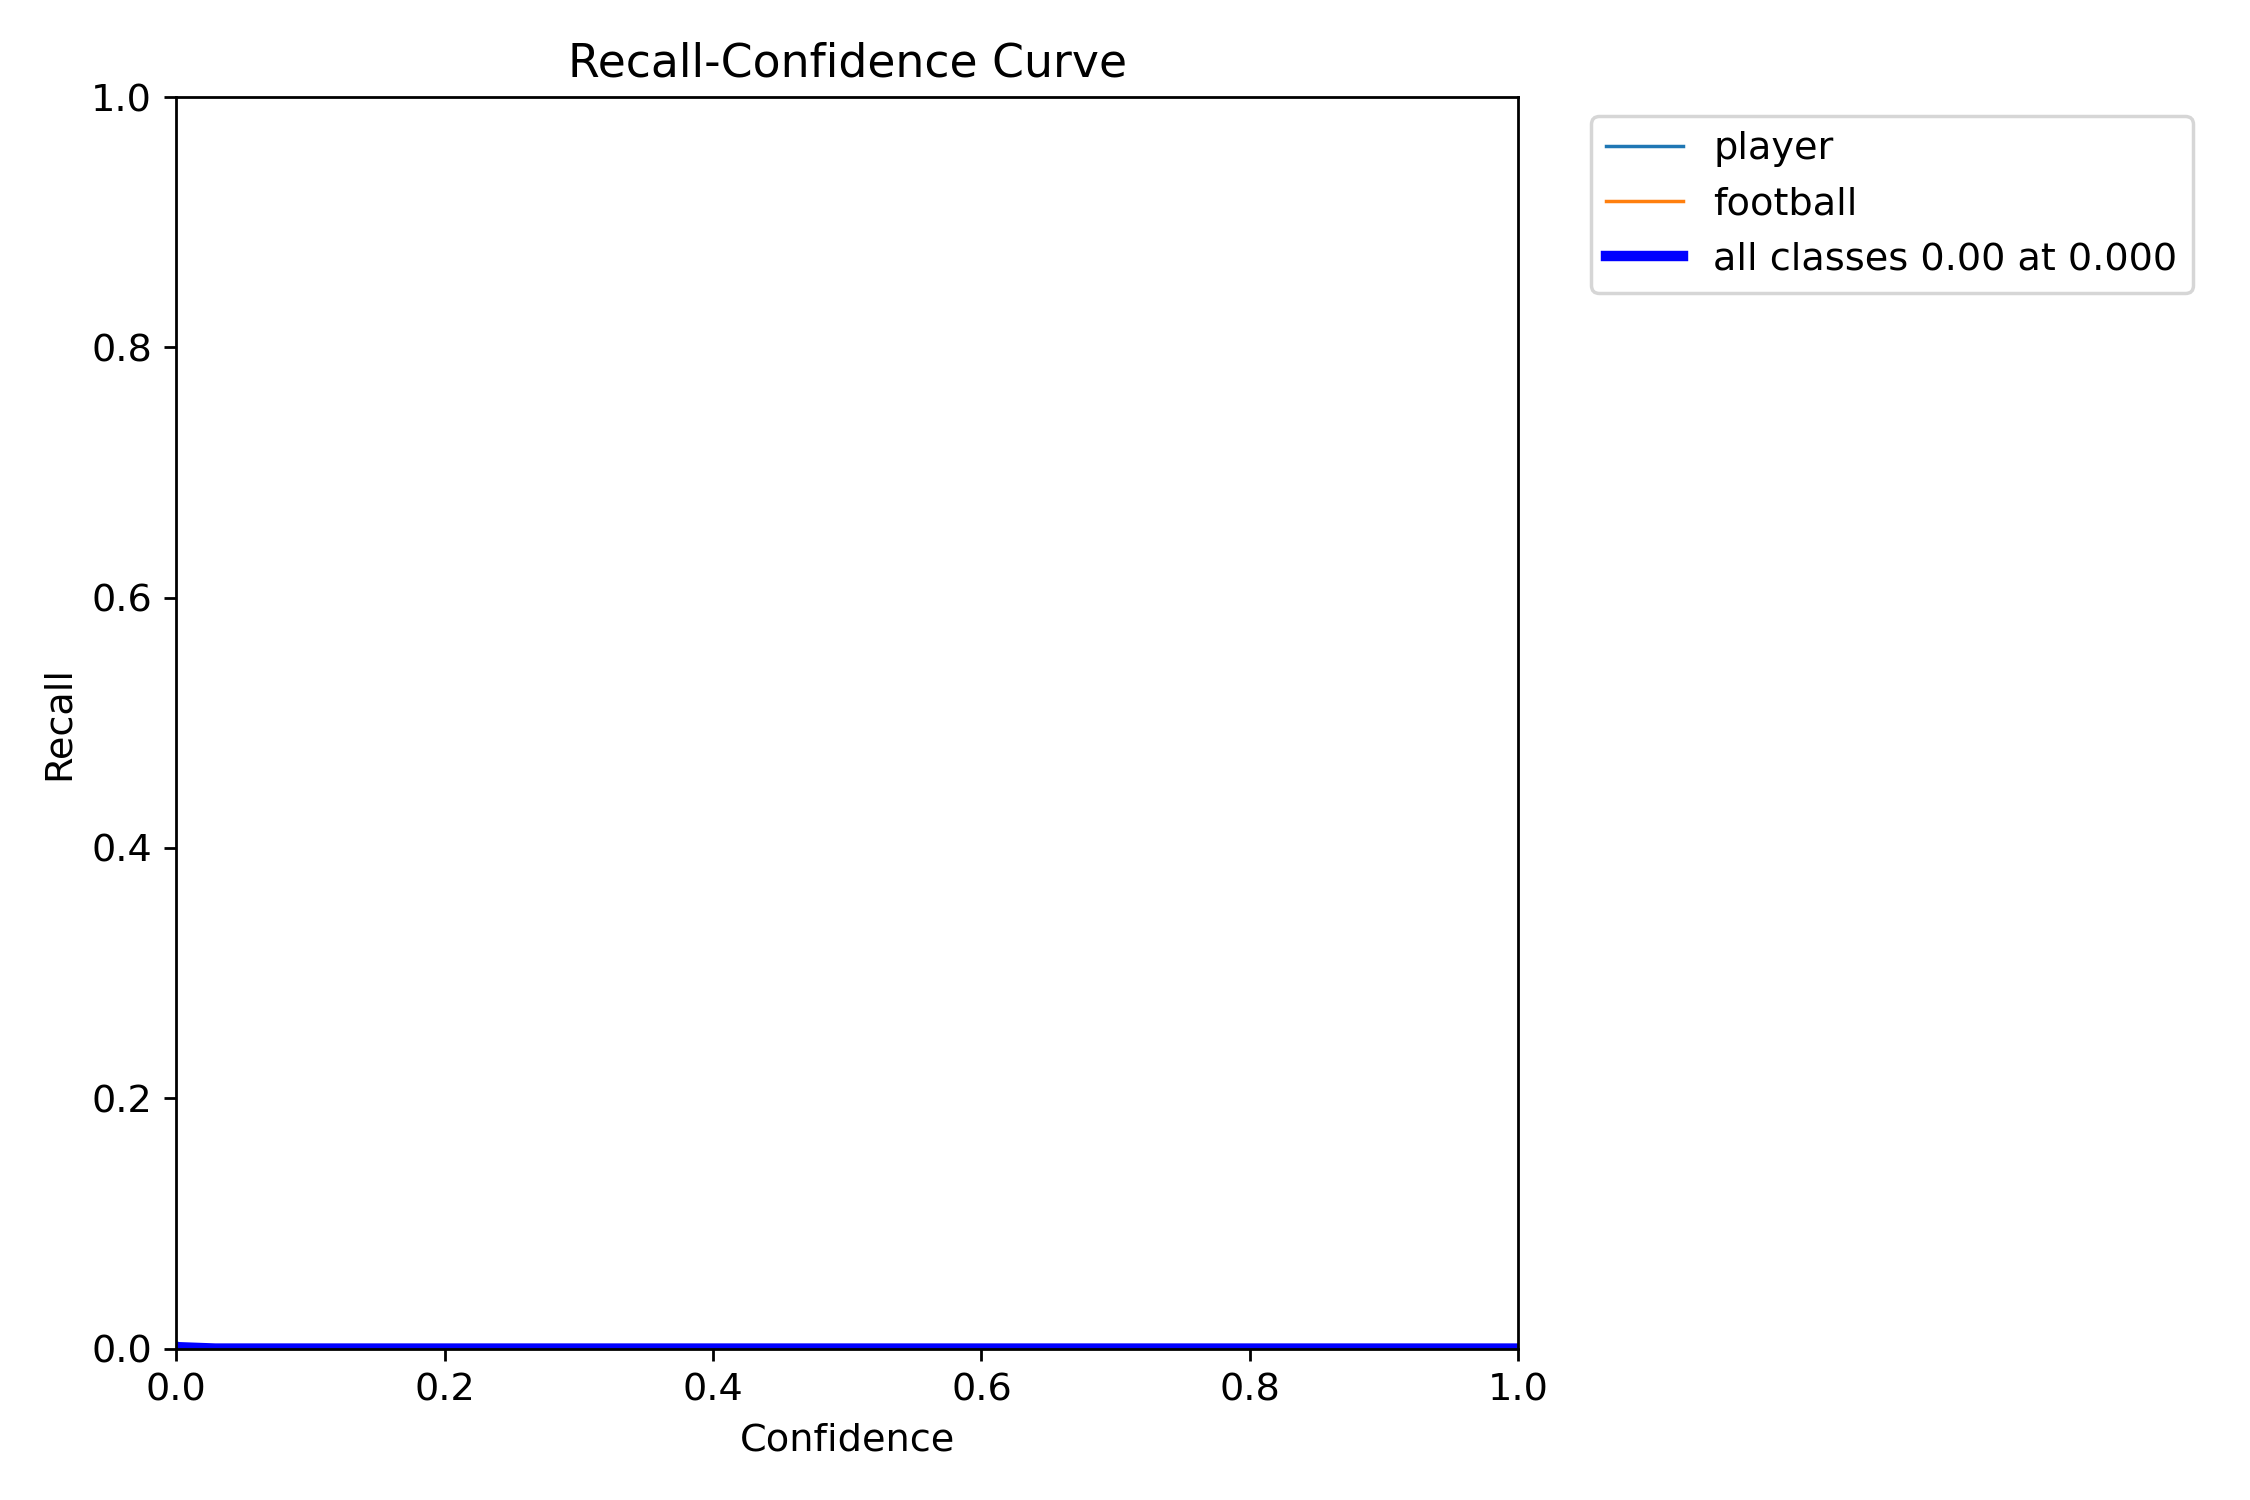 Recall-Confidence Curve
1.0
0.8
0.6
0.4
0.2
0.0
Recall
0.0 0.2 0.4 0.6 0.8 1.0
Confidence
player
football
all classes 0.00 at 0.000